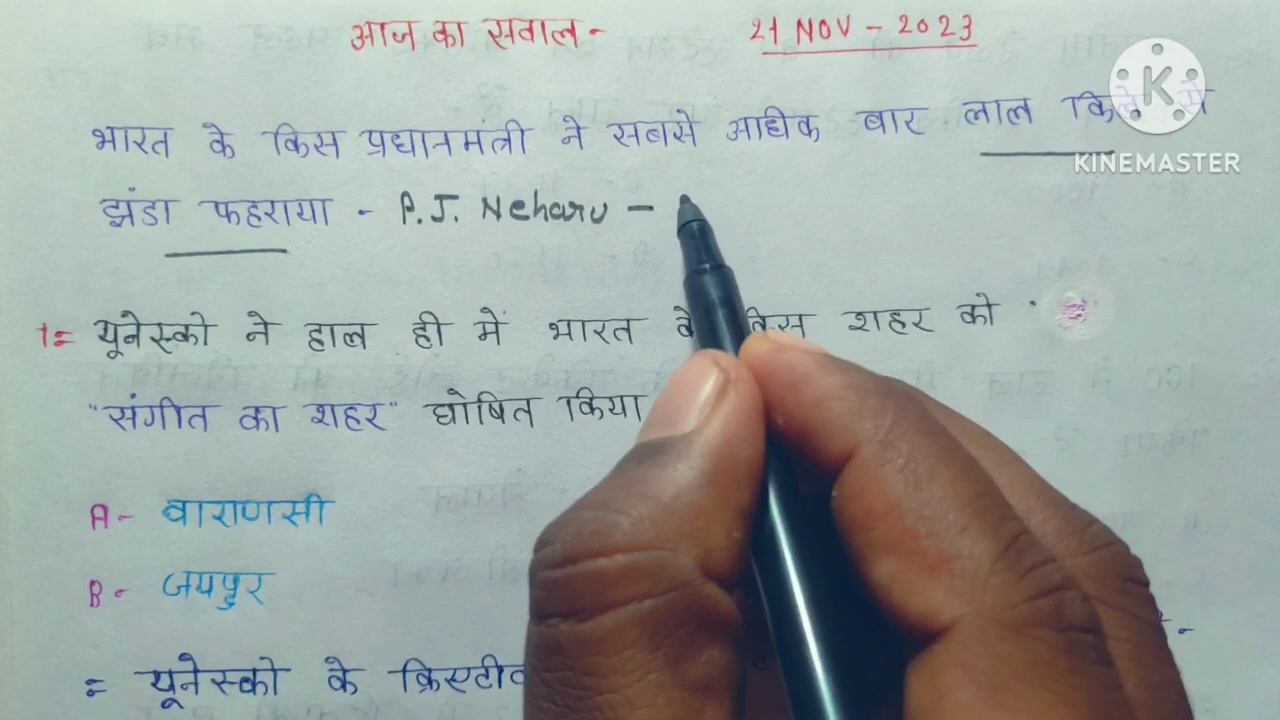 आज का सवाल - 21 NOV - 2023
भारत के किस प्रधानमंत्री ने सबसे अधिक बार लाल किले में
झंडा फहराया - P.J. Neharu -
KINEMASTER
1= यूनेस्को ने हाल ही में भारत के किस शहर को
"संगीत का शहर" घोषित किया
A- वाराणसी
B- जयपुर
= यूनेस्को के